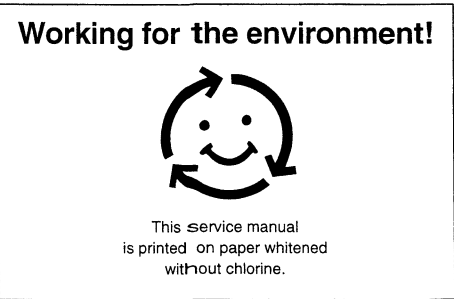 Working for the environment!
This service manual
is printed on paper whitened
without chlorine.